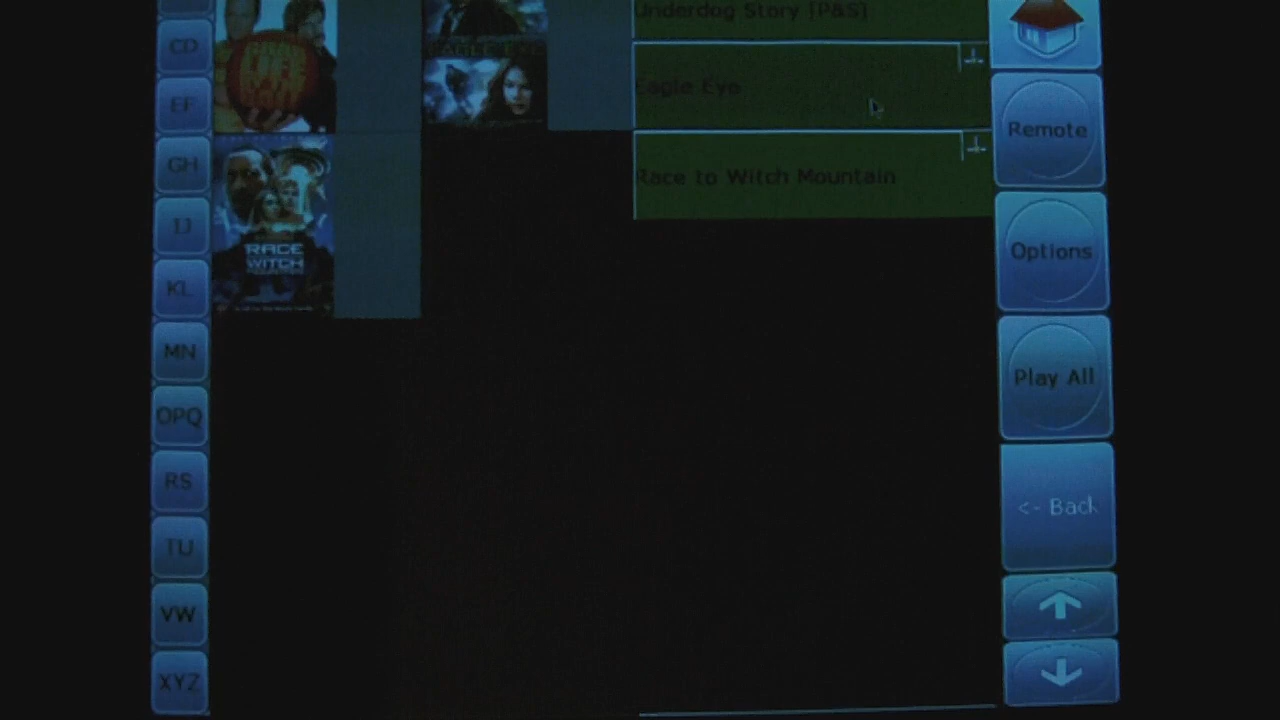 CD
EF
GH
IJ
KL
MN
OPQ
RS
TU
VW
XYZ
RACE
WITCH
Underdog Story [P&S]
Eagle Eye
Race to Witch Mountain
Remote
Options
Play All
<- Back